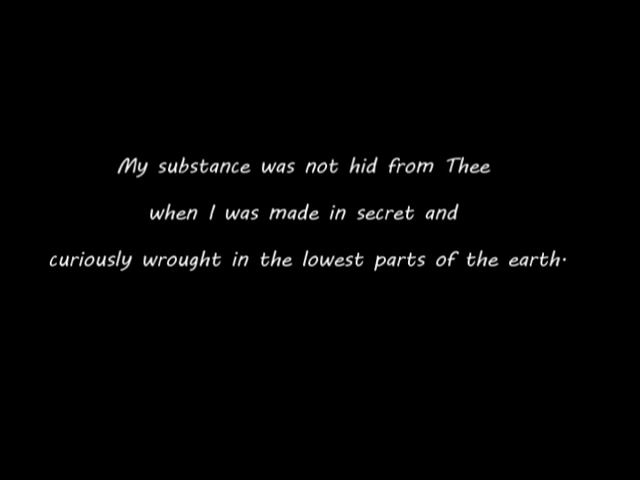 My substance was not hid from Thee
when I was made in secret and
curiously wrought in the lowest parts of the earth.